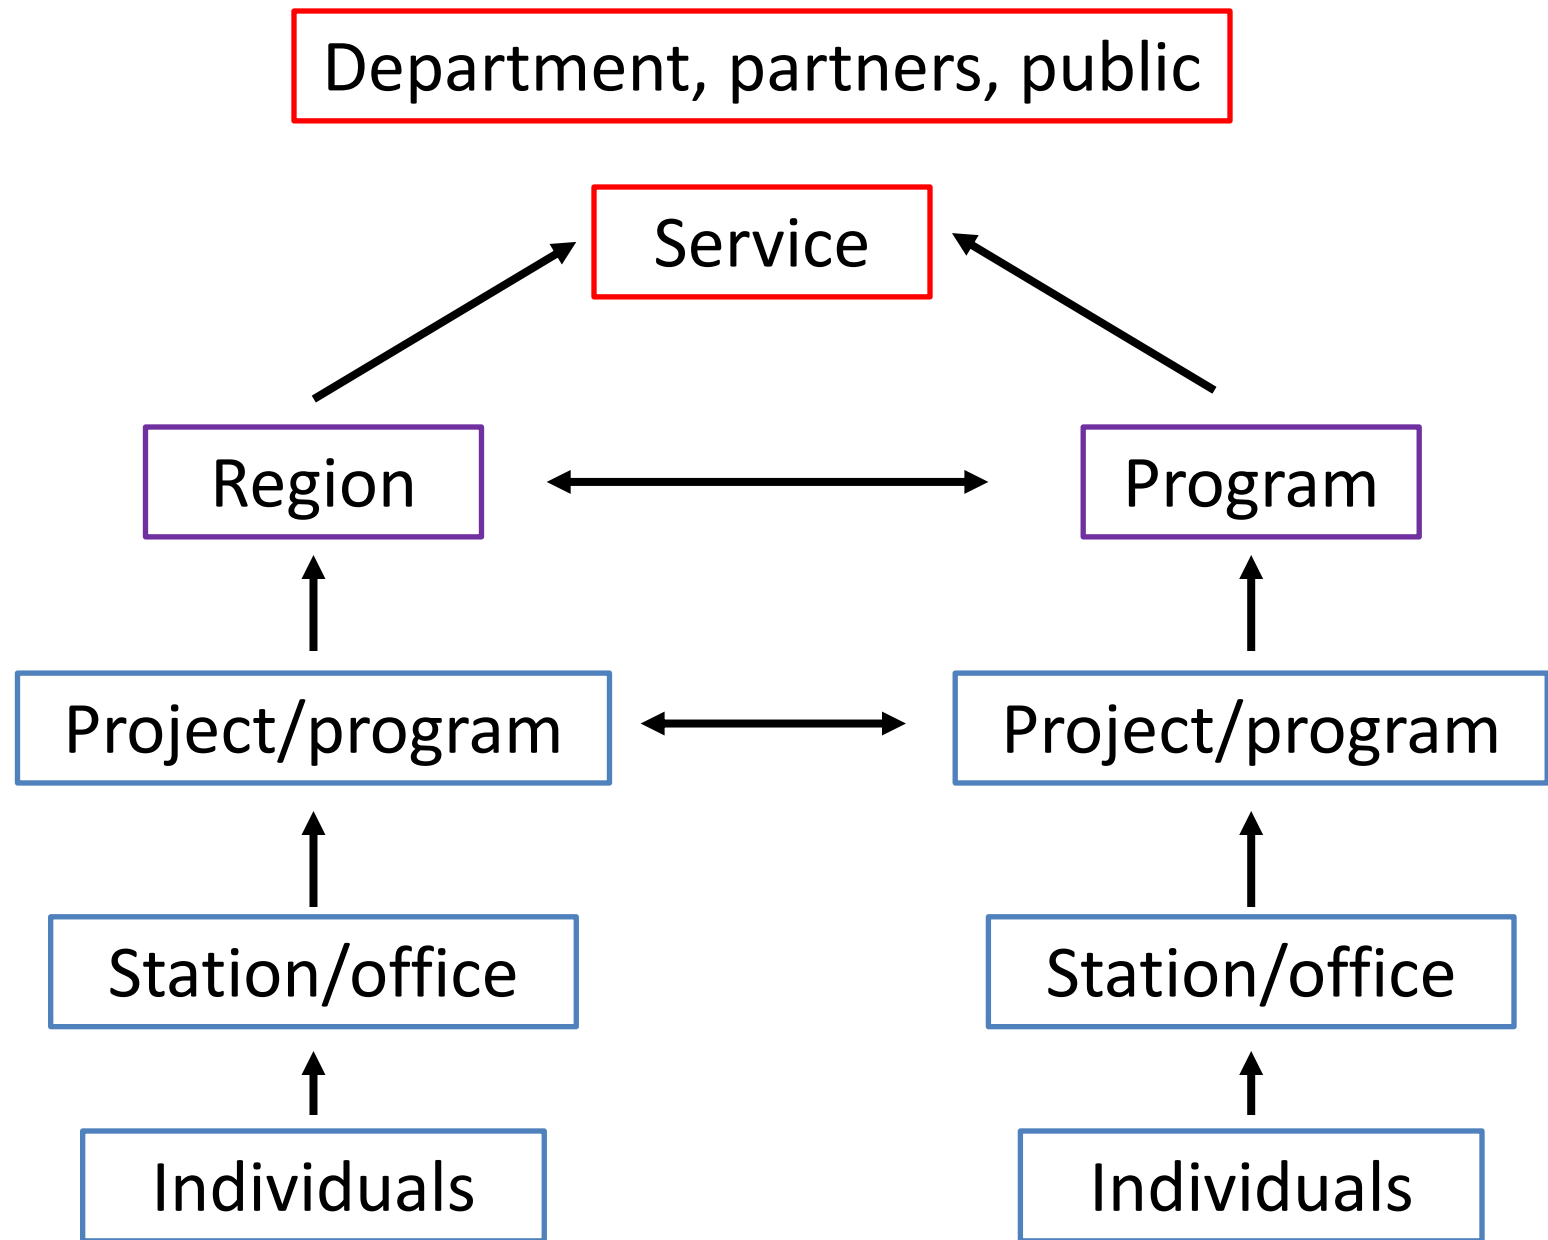 Department, partners, public
Service
Region
Program
Project/program
Project/program
Station/office
Station/office
Individuals
Individuals